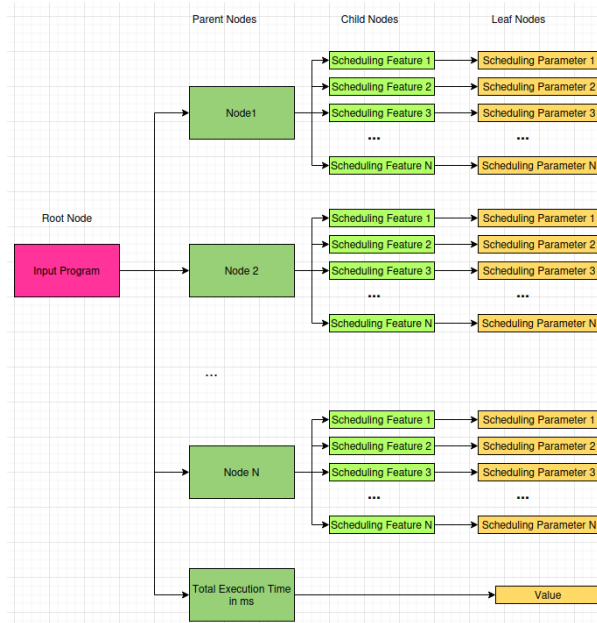 Parent Nodes Child Nodes Leaf Nodes
Scheduling Feature 1 Scheduling Parameter 1
Scheduling Feature 2 Scheduling Parameter 2
Node1 Scheduling Feature 3 Scheduling Parameter 3
... ...
Scheduling Feature N Scheduling Parameter N
Root Node
Scheduling Feature 1 Scheduling Parameter 1
Scheduling Feature 2 Scheduling Parameter 2
Input Program Node 2 Scheduling Feature 3 Scheduling Parameter 3
... ...
Scheduling Feature N Scheduling Parameter N
...
Scheduling Feature 1 Scheduling Parameter 1
Scheduling Feature 2 Scheduling Parameter 2
Node N Scheduling Feature 3 Scheduling Parameter 3
... ...
Scheduling Feature N Scheduling Parameter N
Total Execution Time
in ms
Value